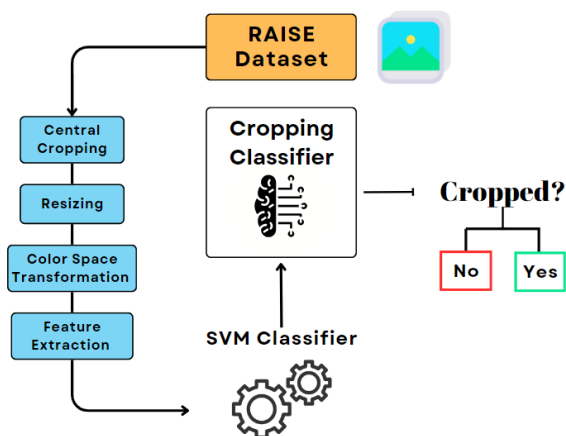 RAISE
Dataset
Central
Cropping
Resizing
Color Space
Transformation
Feature
Extraction
SVM Classifier
Cropping
Classifier
Cropped?
No
Yes